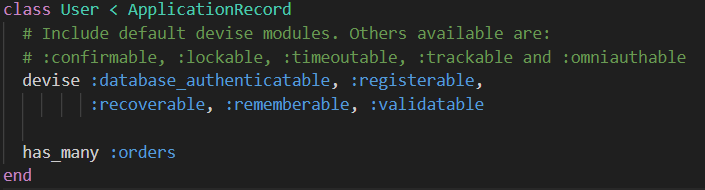 class User < ApplicationRecord
  # Include default devise modules. Others available are:
  # :confirmable, :lockable, :timeoutable, :trackable and :omniauthable
  devise :database_authenticatable, :registerable,
         :recoverable, :rememberable, :validatable

  has_many :orders
end